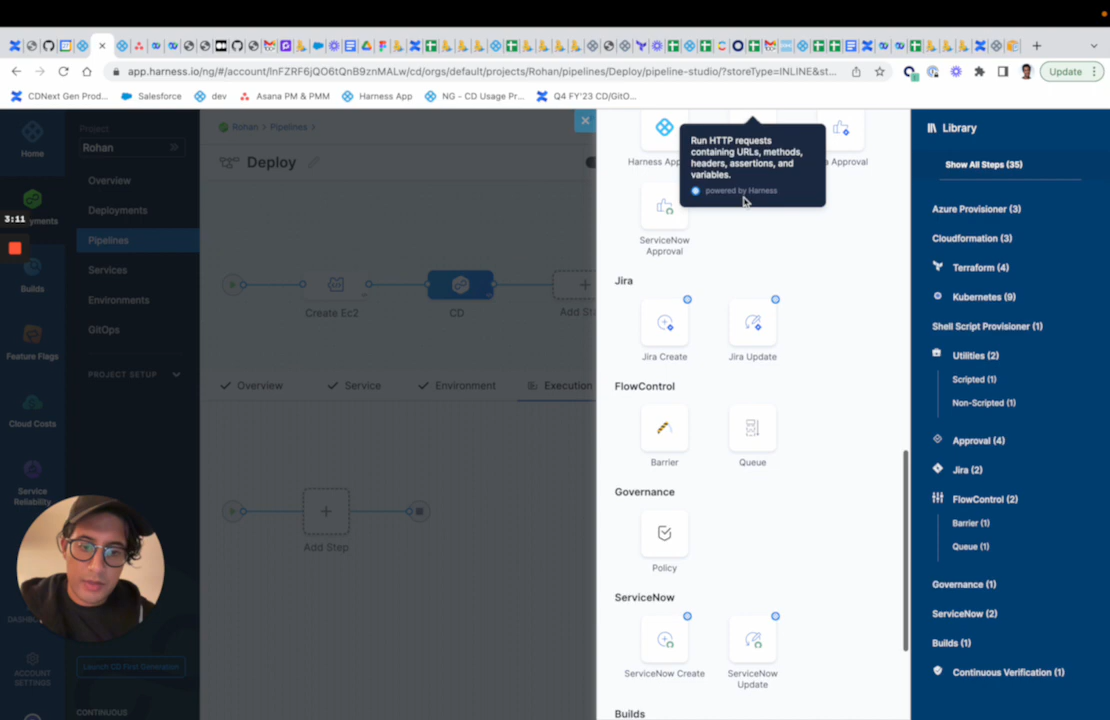 app.harness.io/ng/#/account/lnFZRF6jQO6tQnB9znMALw/cd/orgs/default/projects/Rohan/pipelines/Deploy/pipeline-studio/?storeType=INLINE&st...
Update
CDNext Gen Prod...
Salesforce
dev
Asana PM & PMM
Harness App
NG - CD Usage Pr...
Q4 FY'23 CD/GitO...
Home
3:11
yments
Builds
Feature Flags
Cloud Costs
Service
Reliability
DASHBO
ACCOUNT
SETTINGS
Project
Rohan
Overview
Deployments
Pipelines
Services
Environments
GitOps
PROJECT SETUP
Launch CD First Generation
CONTINUOUS
Rohan > Pipelines >
Deploy
Create Ec2
CD
Add Sta
Overview
Service
Environment
Execution
Add Step
Harness App
Approval
Run HTTP requests
containing URLs, methods,
headers, assertions, and
variables.
powered by Harness
ServiceNow
Approval
Jira
Jira Create
Jira Update
FlowControl
Barrier
Queue
Governance
Policy
ServiceNow
ServiceNow Create
ServiceNow
Update
Builds
Library
Show All Steps (35)
Azure Provisioner (3)
Cloudformation (3)
Terraform (4)
Kubernetes (9)
Shell Script Provisioner (1)
Utilities (2)
Scripted (1)
Non-Scripted (1)
Approval (4)
Jira (2)
FlowControl (2)
Barrier (1)
Queue (1)
Governance (1)
ServiceNow (2)
Builds (1)
Continuous Verification (1)